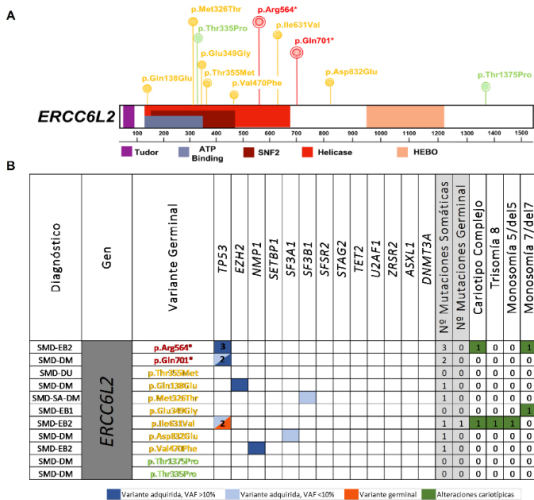 A
p.Met326Thr
p.Arg564*
p.Thr335Pro
p.Ile631Val
p.Glu349Gly
p.Gln701*
p.Thr355Met
p.Gln138Glu
p.Val470Phe
p.Asp832Glu
p.Thr1375Pro
ERCC6L2
100 200 300 400 500 600 700 800 900 1000 1100 1200 1300 1400 1500
Tudor
ATP Binding
SNF2
Helicase
HEBO
B
Diagnóstico Gen Variante Germinal TP53 EZH2 NMP1 SETBP1 SF3A1 SF3B1 SFSR2 STAG2 TET2 U2AF1 ZRSR2 ASXL1 DNMT3A Nº Mutaciones Somáticas Nº Mutaciones Germinal Cariotipo Complejo Trisomía 8 Monosomía 5/del5 Monosomía 7/del7
ERCC6L2
SMD-EB2 p.Arg564* 3 3 0 1 0 0 1
SMD-DM p.Gln701* 2 2 0 0 0 0 0
SMD-DU p.Thr355Met 0 0 0 0 0 0
SMD-DM p.Gln138Glu 1 0 0 0 0 0
SMD-SA-DM p.Met326Thr 1 0 0 0 0 0
SMD-EB1 p.Glu349Gly 0 0 0 0 0 1
SMD-EB2 p.Ile631Val 2 1 1 1 1 1 0
SMD-DM p.Asp832Glu 1 0 0 0 0 0
SMD-EB2 p.Val470Phe 1 0 0 0 0 0
SMD-DM p.Thr1375Pro 0 0 0 0 0 0
SMD-DM p.Thr335Pro 0 0 0 0 0 0
Variante adquirida, VAF >10% Variante adquirida, VAF <10% Variante germinal Alteraciones cariotípicas